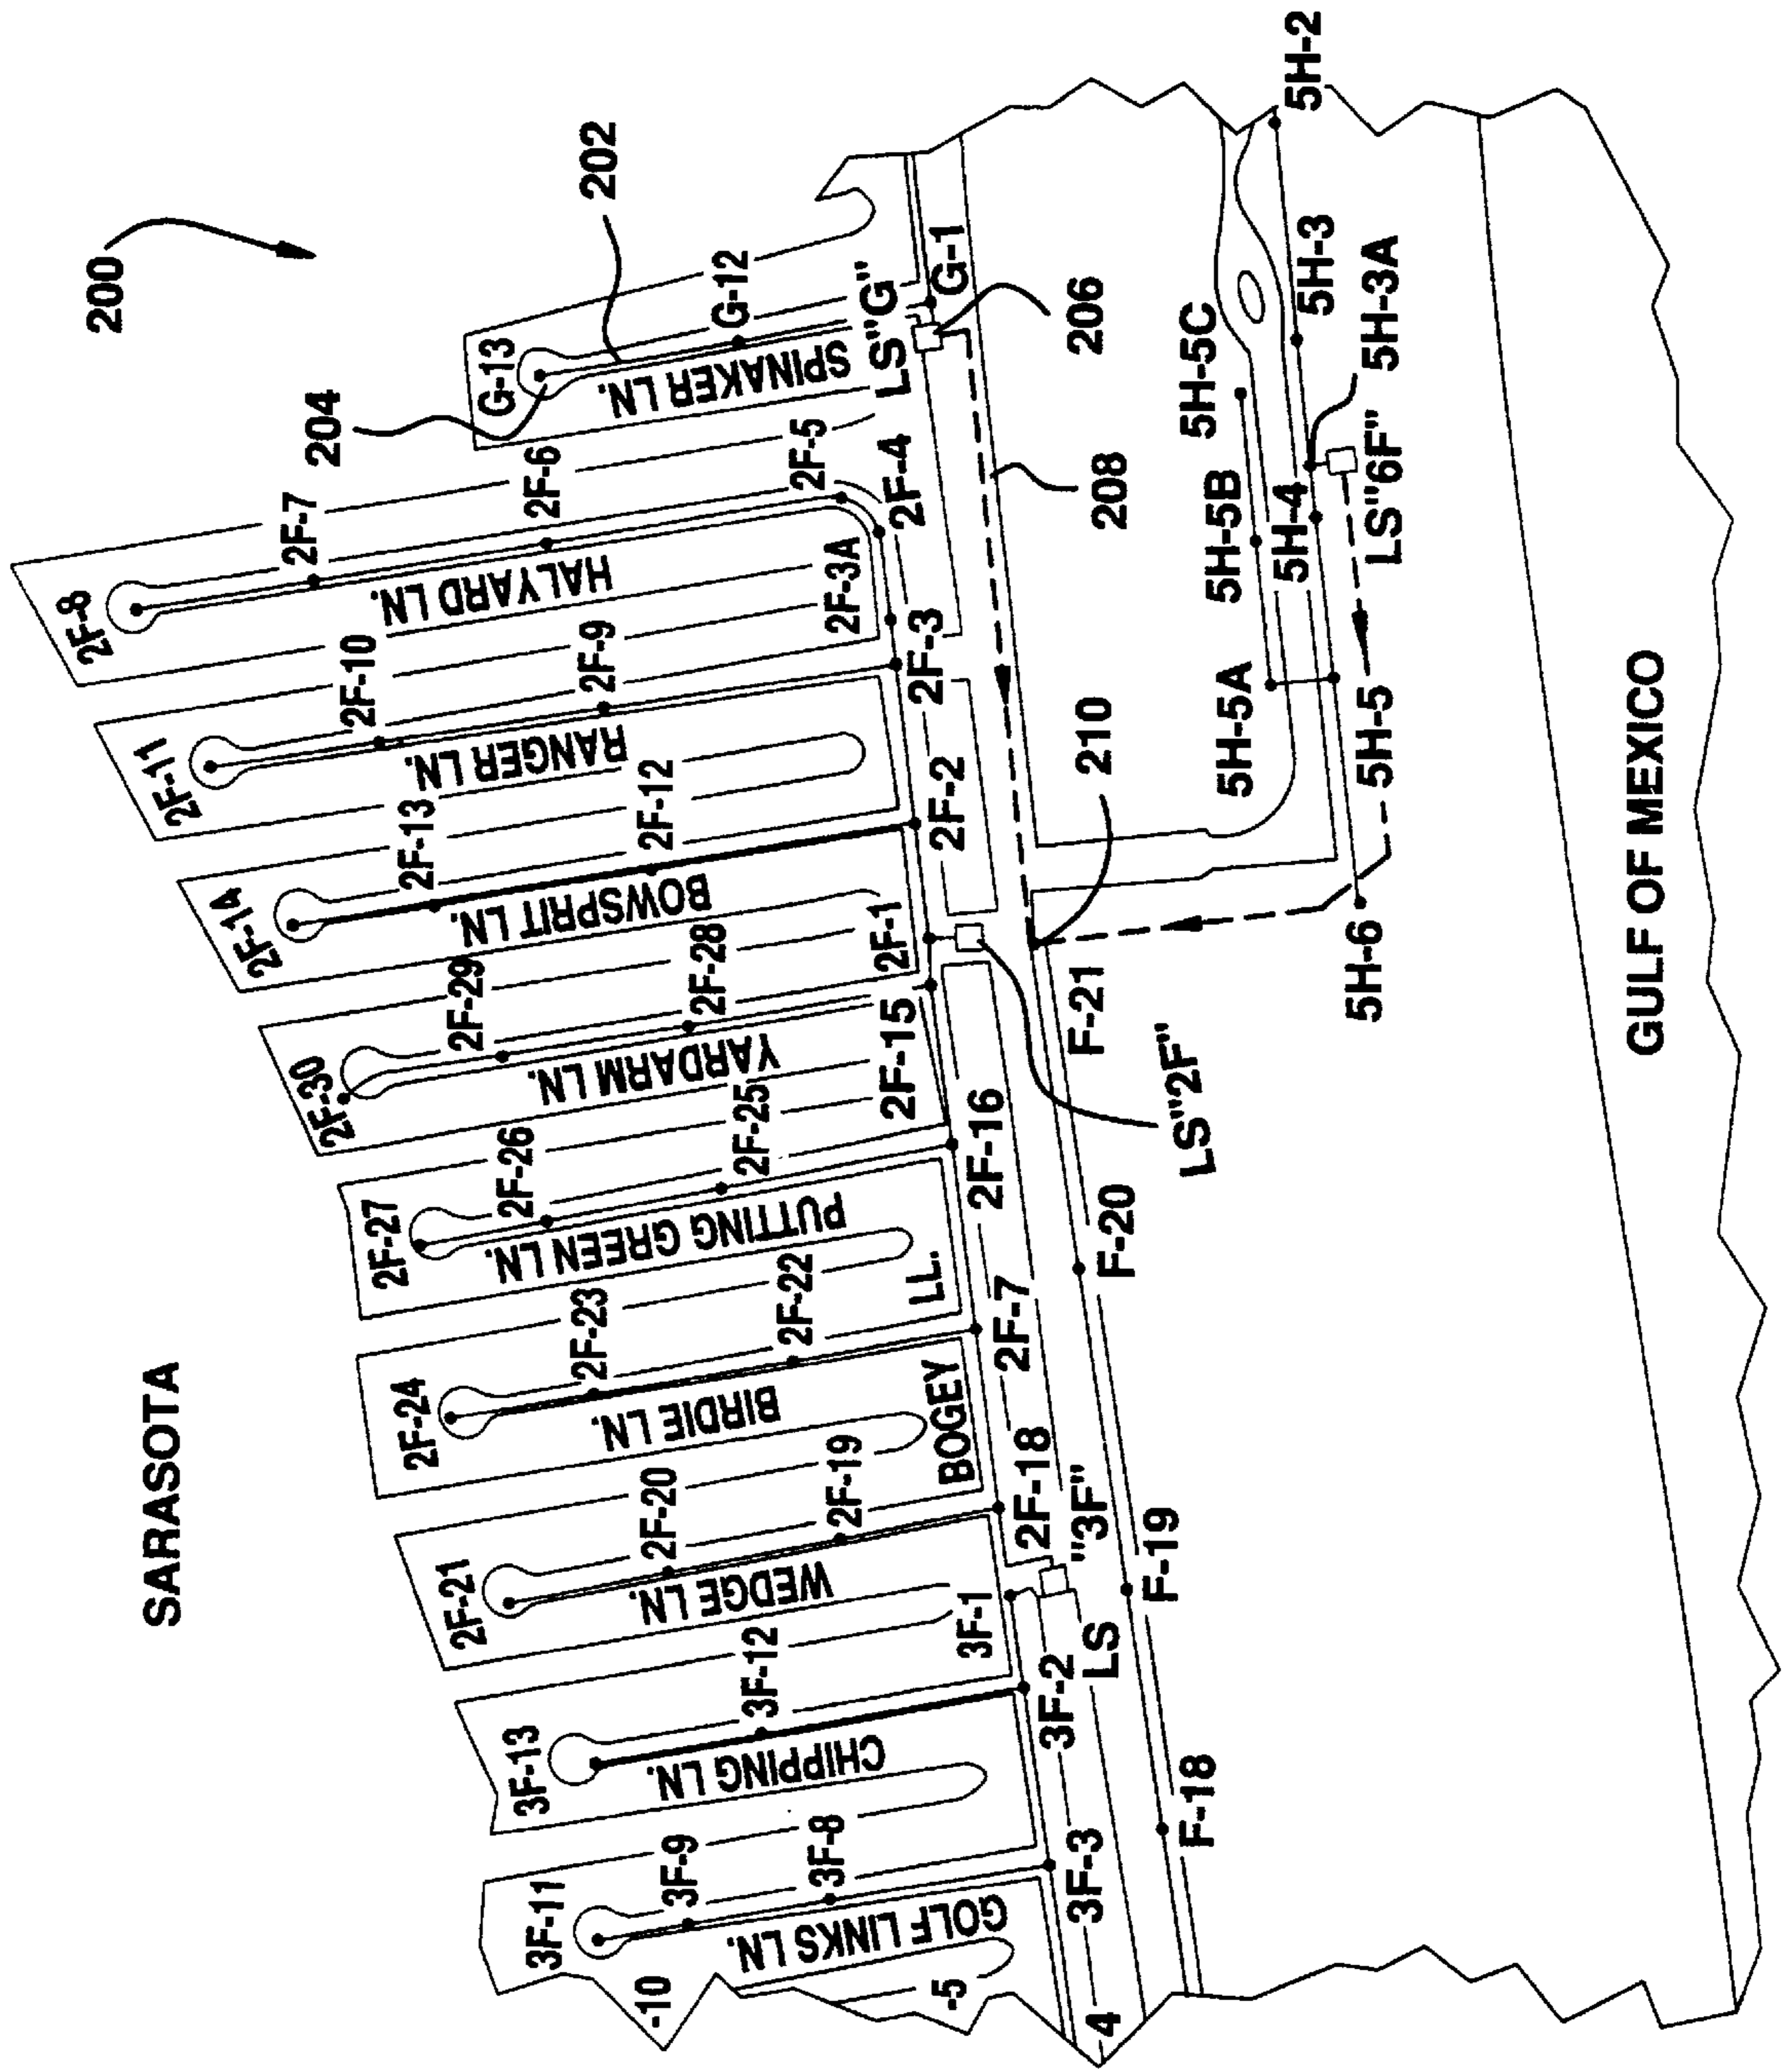 SARASOTA
200
202
204
206
208
210
2F-8
2F-7
2F-6
2F-5
2F-4
2F-3A
HALYARD LN.
G-13
G-12
SPINAKER LN.
LS"G"
G-1
2F-11
2F-10
2F-9
RANGER LN.
2F-3
2F-14
2F-13
2F-12
BOWSPRIT LN.
2F-2
2F-30
2F-29
2F-28
YARDARM LN.
2F-1
2F-15
2F-27
2F-26
2F-25
PUTTING GREEN LN.
2F-16
2F-24
2F-23
2F-22
BIRDIE LN.
LL.
2F-7
BOGEY
2F-21
2F-20
2F-19
WEDGE LN.
2F-18
3F-1
LS "3F"
3F-13
3F-12
CHIPPING LN.
3F-2
3F-11
3F-9
3F-8
GOLF LINKS LN.
3F-3
-10
-5
4
F-18
F-19
F-20
F-21
LS"2F"
5H-2
5H-3
5H-3A
5H-4
LS"6F"
5H-5
5H-5A
5H-5B
5H-5C
5H-6
GULF OF MEXICO